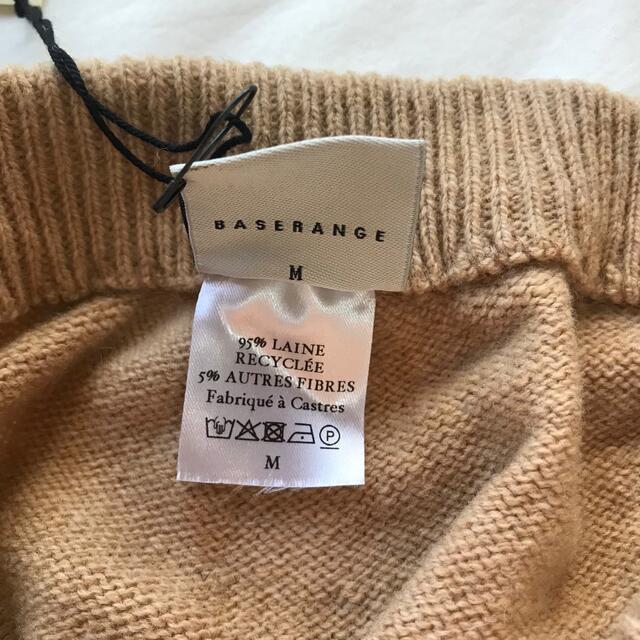 BASERANGE
M
95% LAINE
RECYCLÉE
5% AUTRES FIBRES
Fabriqué à Castres
P
M